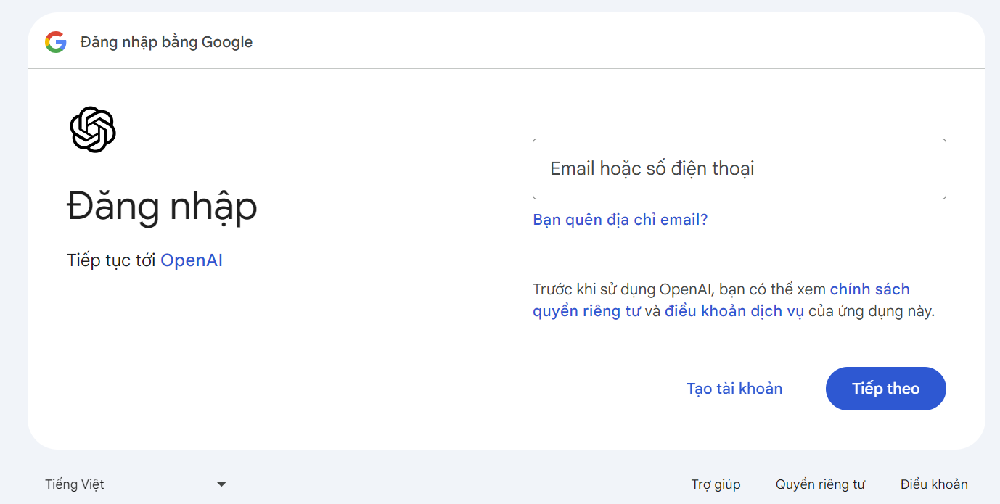 Đăng nhập bằng Google
Đăng nhập
Tiếp tục tới OpenAI
Email hoặc số điện thoại
Bạn quên địa chỉ email?
Trước khi sử dụng OpenAI, bạn có thể xem chính sách
quyền riêng tư và điều khoản dịch vụ của ứng dụng này.
Tạo tài khoản
Tiếp theo
Tiếng Việt
Trợ giúp
Quyền riêng tư
Điều khoản